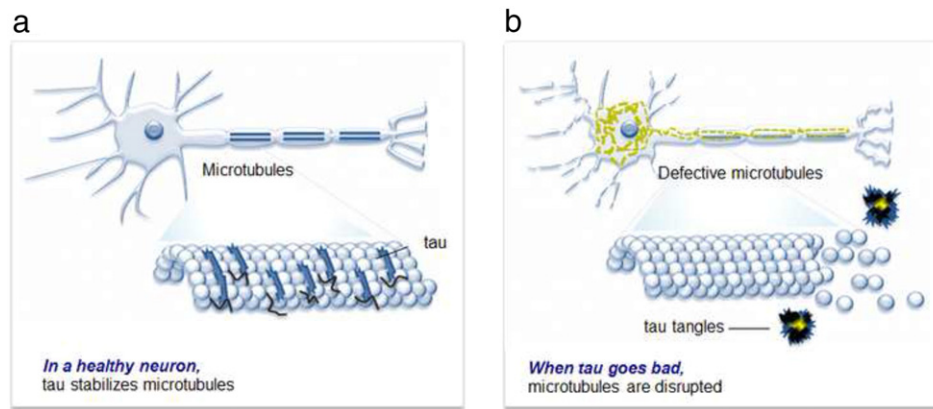 a
Microtubules
tau
In a healthy neuron,
tau stabilizes microtubules
b
Defective microtubules
tau tangles
When tau goes bad,
microtubules are disrupted